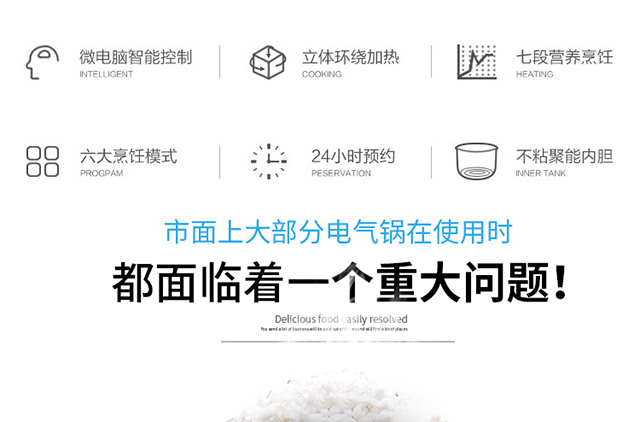 微电脑智能控制
INTELLIGENT
立体环绕加热
COOKING
七段营养烹饪
HEATING
六大烹饪模式
PROGPAM
24小时预约
PESERVATION
不粘聚能内胆
INNER TANK
市面上大部分电气锅在使用时
都面临着一个重大问题!
Delicious food easily resolved